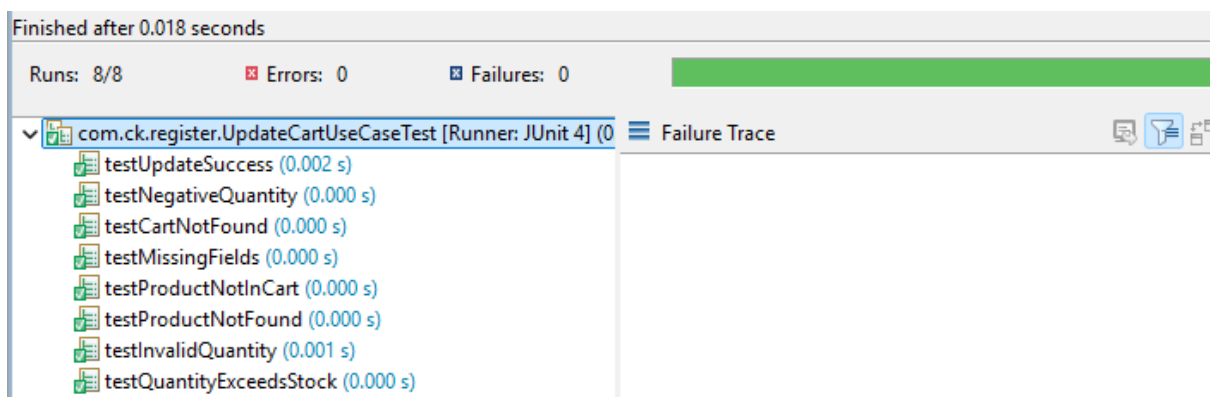 Finished after 0.018 seconds
Runs: 8/8 Errors: 0 Failures: 0
com.ck.register.UpdateCartUseCaseTest [Runner: JUnit 4] (0
Failure Trace
testUpdateSuccess (0.002 s)
testNegativeQuantity (0.000 s)
testCartNotFound (0.000 s)
testMissingFields (0.000 s)
testProductNotInCart (0.000 s)
testProductNotFound (0.000 s)
testInvalidQuantity (0.001 s)
testQuantityExceedsStock (0.000 s)